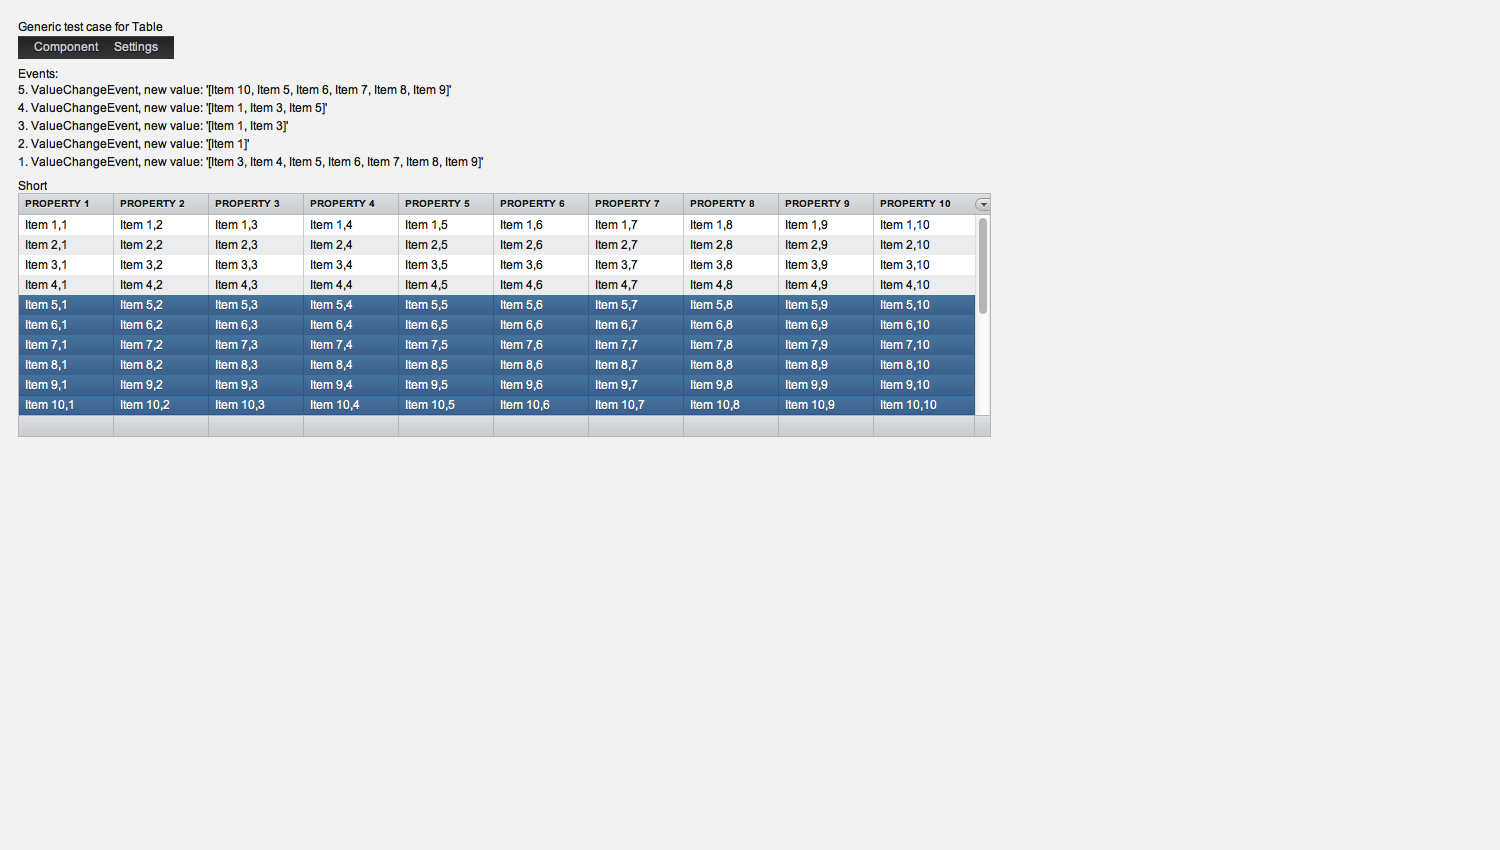 Generic test case for Table
Component Settings
Events:
5. ValueChangeEvent, new value: '[Item 10, Item 5, Item 6, Item 7, Item 8, Item 9]'
4. ValueChangeEvent, new value: '[Item 1, Item 3, Item 5]'
3. ValueChangeEvent, new value: '[Item 1, Item 3]'
2. ValueChangeEvent, new value: '[Item 1]'
1. ValueChangeEvent, new value: '[Item 3, Item 4, Item 5, Item 6, Item 7, Item 8, Item 9]'
Short
PROPERTY 1 PROPERTY 2 PROPERTY 3 PROPERTY 4 PROPERTY 5 PROPERTY 6 PROPERTY 7 PROPERTY 8 PROPERTY 9 PROPERTY 10
Item 1,1 Item 1,2 Item 1,3 Item 1,4 Item 1,5 Item 1,6 Item 1,7 Item 1,8 Item 1,9 Item 1,10
Item 2,1 Item 2,2 Item 2,3 Item 2,4 Item 2,5 Item 2,6 Item 2,7 Item 2,8 Item 2,9 Item 2,10
Item 3,1 Item 3,2 Item 3,3 Item 3,4 Item 3,5 Item 3,6 Item 3,7 Item 3,8 Item 3,9 Item 3,10
Item 4,1 Item 4,2 Item 4,3 Item 4,4 Item 4,5 Item 4,6 Item 4,7 Item 4,8 Item 4,9 Item 4,10
Item 5,1 Item 5,2 Item 5,3 Item 5,4 Item 5,5 Item 5,6 Item 5,7 Item 5,8 Item 5,9 Item 5,10
Item 6,1 Item 6,2 Item 6,3 Item 6,4 Item 6,5 Item 6,6 Item 6,7 Item 6,8 Item 6,9 Item 6,10
Item 7,1 Item 7,2 Item 7,3 Item 7,4 Item 7,5 Item 7,6 Item 7,7 Item 7,8 Item 7,9 Item 7,10
Item 8,1 Item 8,2 Item 8,3 Item 8,4 Item 8,5 Item 8,6 Item 8,7 Item 8,8 Item 8,9 Item 8,10
Item 9,1 Item 9,2 Item 9,3 Item 9,4 Item 9,5 Item 9,6 Item 9,7 Item 9,8 Item 9,9 Item 9,10
Item 10,1 Item 10,2 Item 10,3 Item 10,4 Item 10,5 Item 10,6 Item 10,7 Item 10,8 Item 10,9 Item 10,10